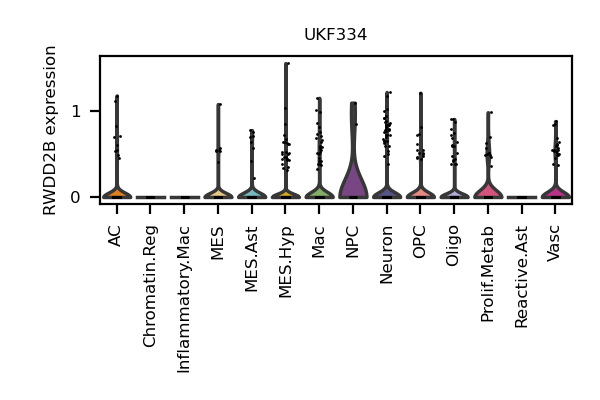 UKF334
RWDD2B expression
1
0
AC
Chromatin.Reg
Inflammatory.Mac
MES
MES.Ast
MES.Hyp
Mac
NPC
Neuron
OPC
Oligo
Prolif.Metab
Reactive.Ast
Vasc